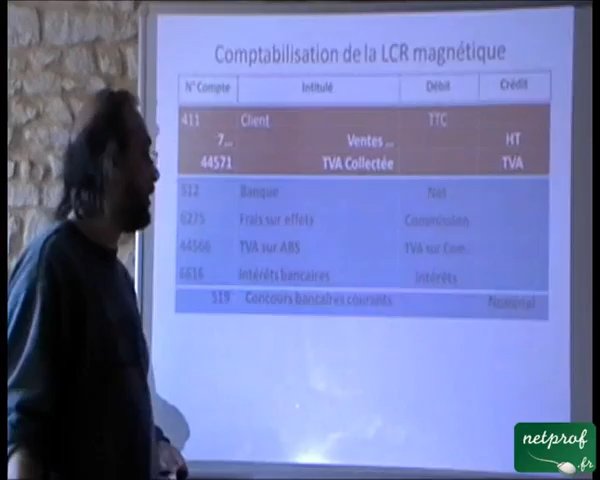 Comptabilisation de la LCR magnétique
N° Compte Intitulé Débit Crédit
411 Client TTC
7... Ventes ... HT
44571 TVA Collectée TVA
512 Banque Net
6275 Frais sur effets Commission
44566 TVA sur ABS TVA sur Com.
6616 Intérêts bancaires Intérêts
519 Concours bancaires courants Nominal
netprof
.fr